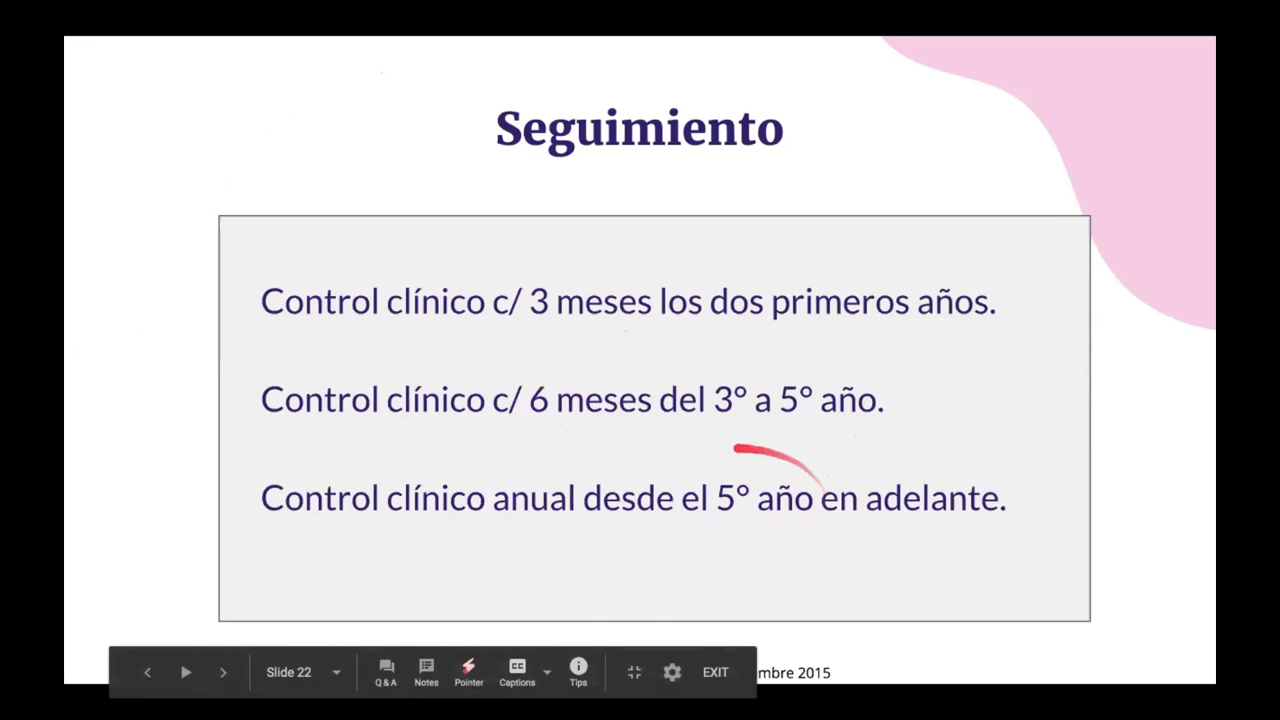 Seguimiento
Control clínico c/ 3 meses los dos primeros años.
Control clínico c/ 6 meses del 3° a 5° año.
Control clínico anual desde el 5° año en adelante.
Slide 22
Q & A
Notes
Pointer
CC
Captions
Tips
EXIT
2015